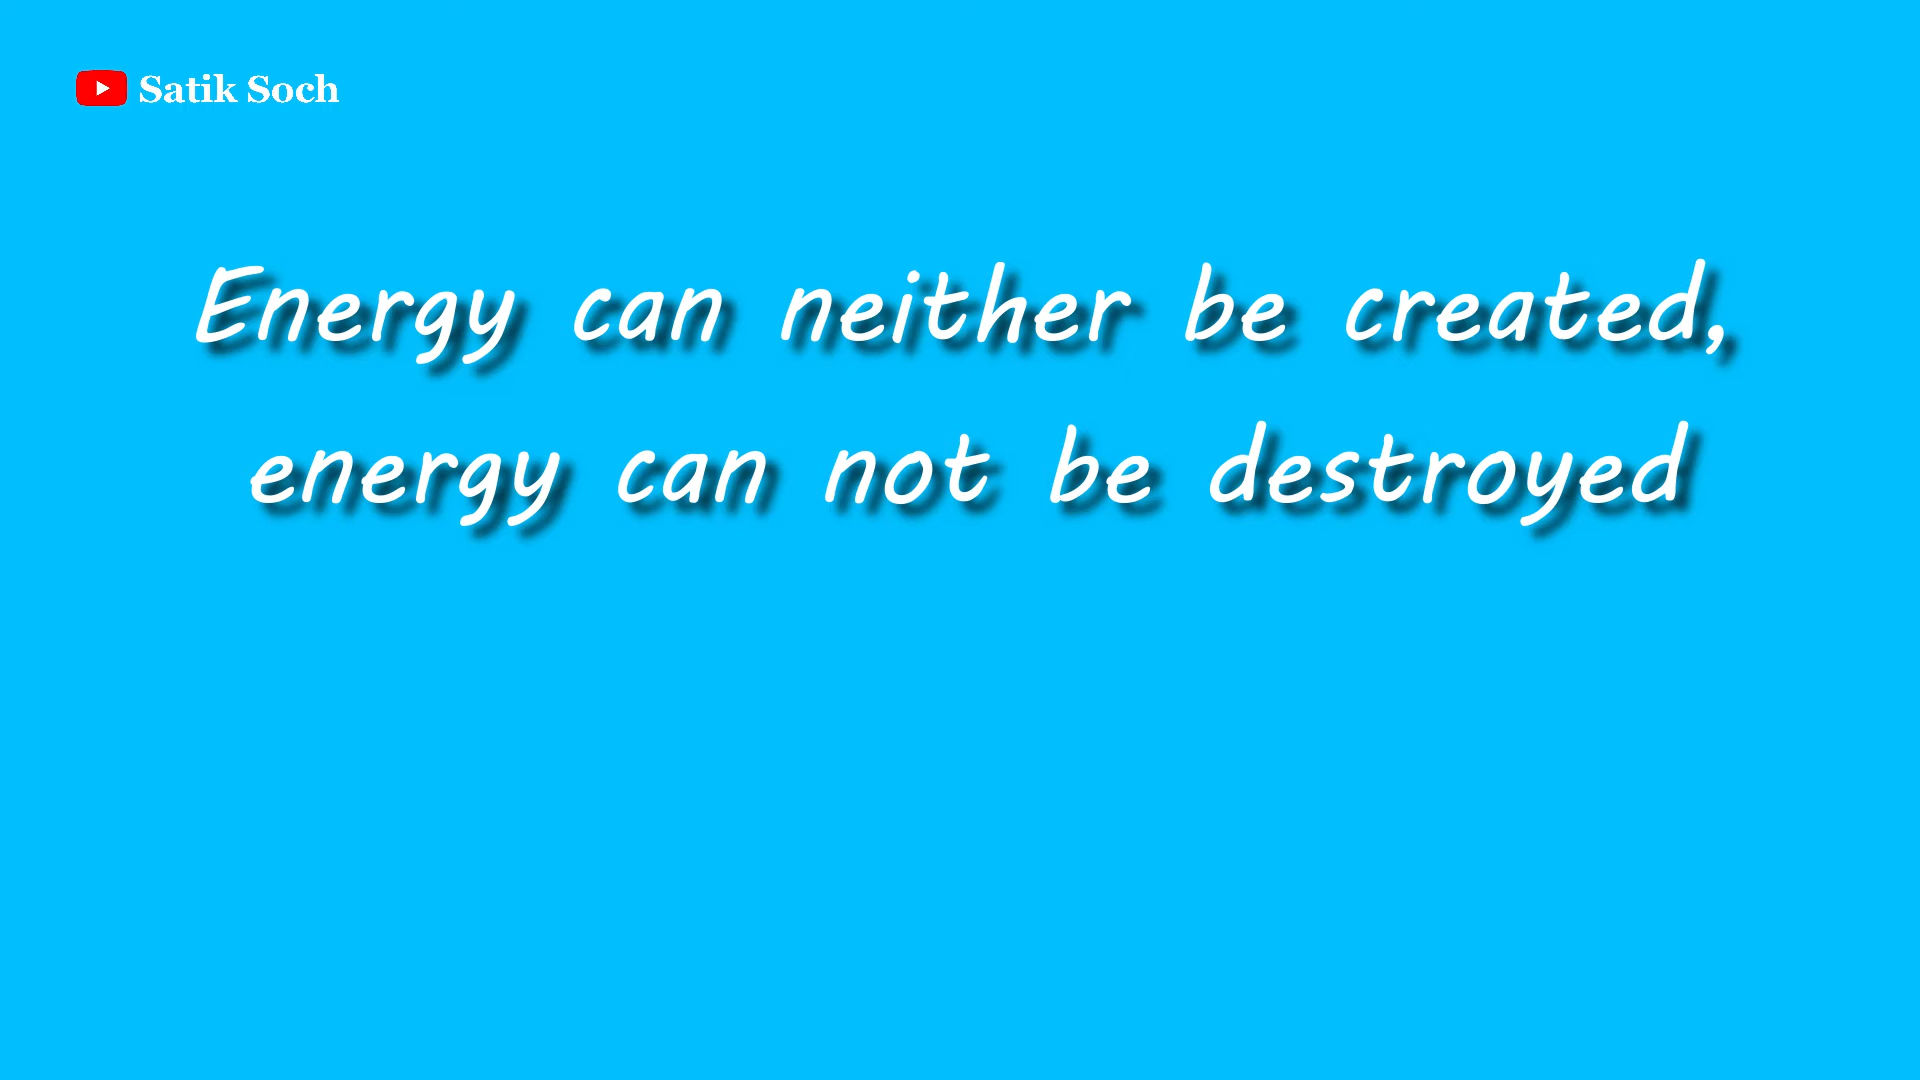 Satik Soch
Energy can neither be created,
energy can not be destroyed